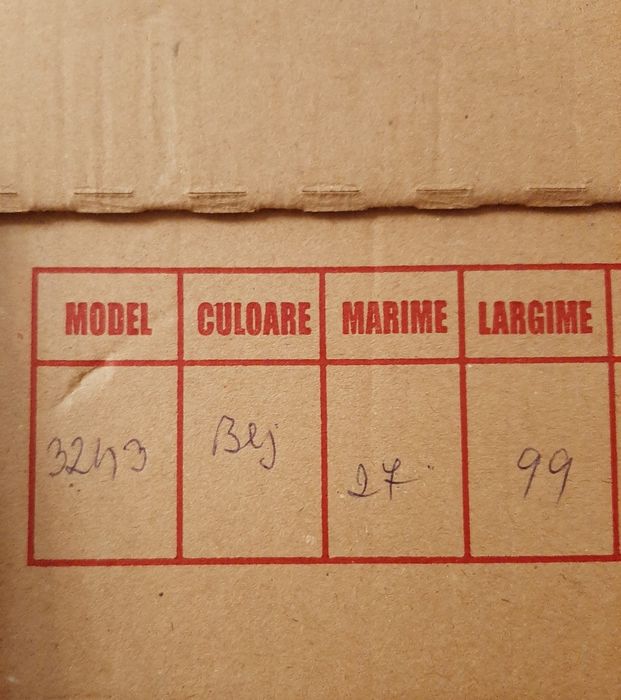 MODEL CULOARE MARIME LARGIME
3243 Bej 27 99